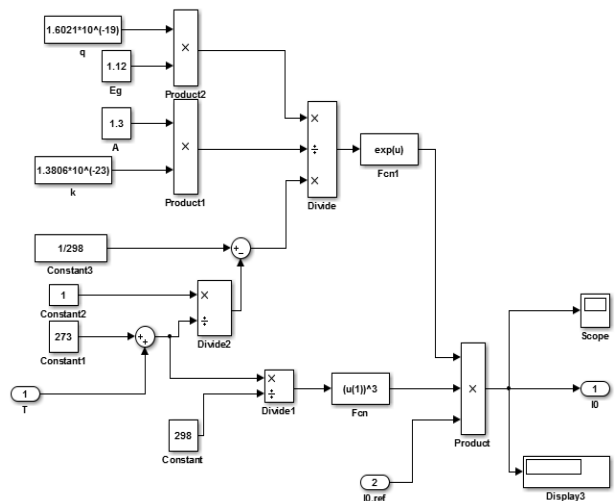 1.6021*10^(-19)
q
1.12
Eg
×
Product2
1.3
A
×
1.3806*10^(-23)
k
Product1
×
÷
×
Divide
exp(u)
Fcn1
1/298
Constant3
+
−
1
Constant2
×
÷
Divide2
273
Constant1
+
+
1
T
×
÷
Divide1
298
Constant
(u(1))^3
Fcn
×
Product
2
I0,ref
Scope
1
I0
Display3